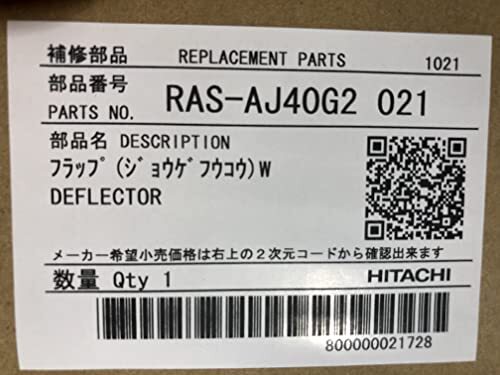 補修部品 REPLACEMENT PARTS 1021
部品番号
PARTS NO. RAS-AJ40G2 021
部品名 DESCRIPTION
ﾌﾗｯﾌﾟ(ｼﾞｮｳｹﾞﾌｳｺｳ)W
DEFLECTOR
メーカー希望小売価格は右上の２次元コードから確認出来ます
数量 Qty 1 HITACHI
800000021728